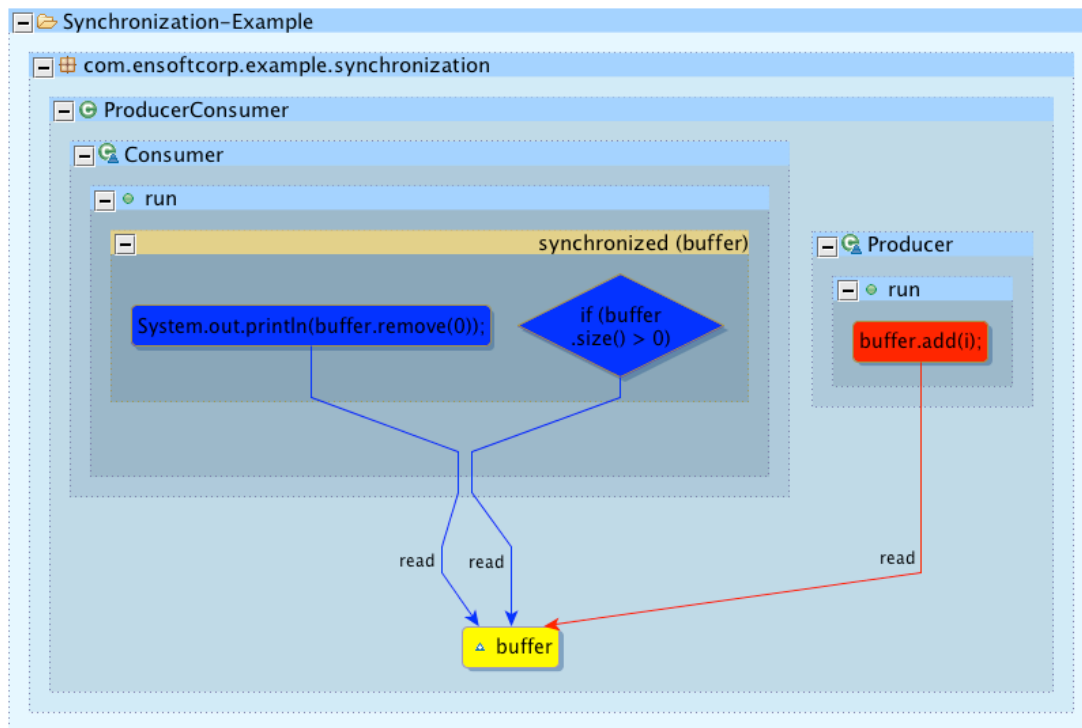 Synchronization-Example
com.ensoftcorp.example.synchronization
ProducerConsumer
Consumer
run
synchronized (buffer)
System.out.println(buffer.remove(0));
if (buffer
.size() > 0)
Producer
run
buffer.add(i);
read
read
read
buffer